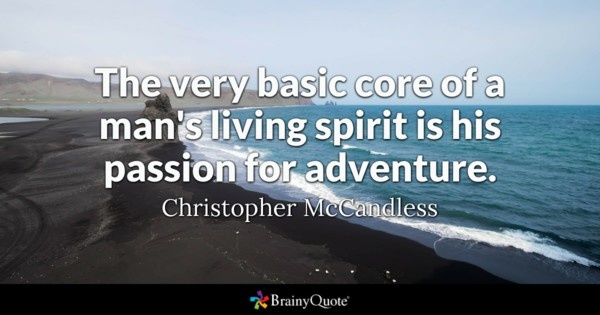 The very basic core of a
man's living spirit is his
passion for adventure.
Christopher McCandless
BrainyQuote®